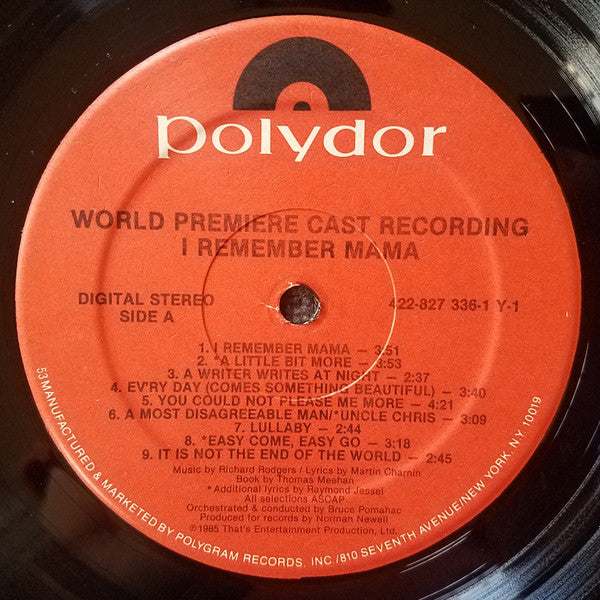 polydor
WORLD PREMIERE CAST RECORDING
I REMEMBER MAMA
DIGITAL STEREO
SIDE A
422-827 336-1 Y-1
1. I REMEMBER MAMA – 3:51
2. *A LITTLE BIT MORE – 3:53
3. A WRITER WRITES AT NIGHT – 2:37
4. EV'RY DAY (COMES SOMETHING BEAUTIFUL) – 3:40
5. YOU COULD NOT PLEASE ME MORE – 4:21
6. A MOST DISAGREEABLE MAN/*UNCLE CHRIS – 3:09
7. LULLABY – 2:44
8. *EASY COME, EASY GO – 3:18
9. IT IS NOT THE END OF THE WORLD – 2:45
Music by Richard Rodgers / Lyrics by Martin Charnin
Book by Thomas Meehan
*Additional lyrics by Raymond Jessel
All selections ASCAP
Orchestrated & conducted by Bruce Pomahac
Produced for records by Norman Newell
℗1985 That's Entertainment Production, Ltd.
53 MANUFACTURED & MARKETED BY POLYGRAM RECORDS, INC./810 SEVENTH AVENUE/NEW YORK, NY 10019